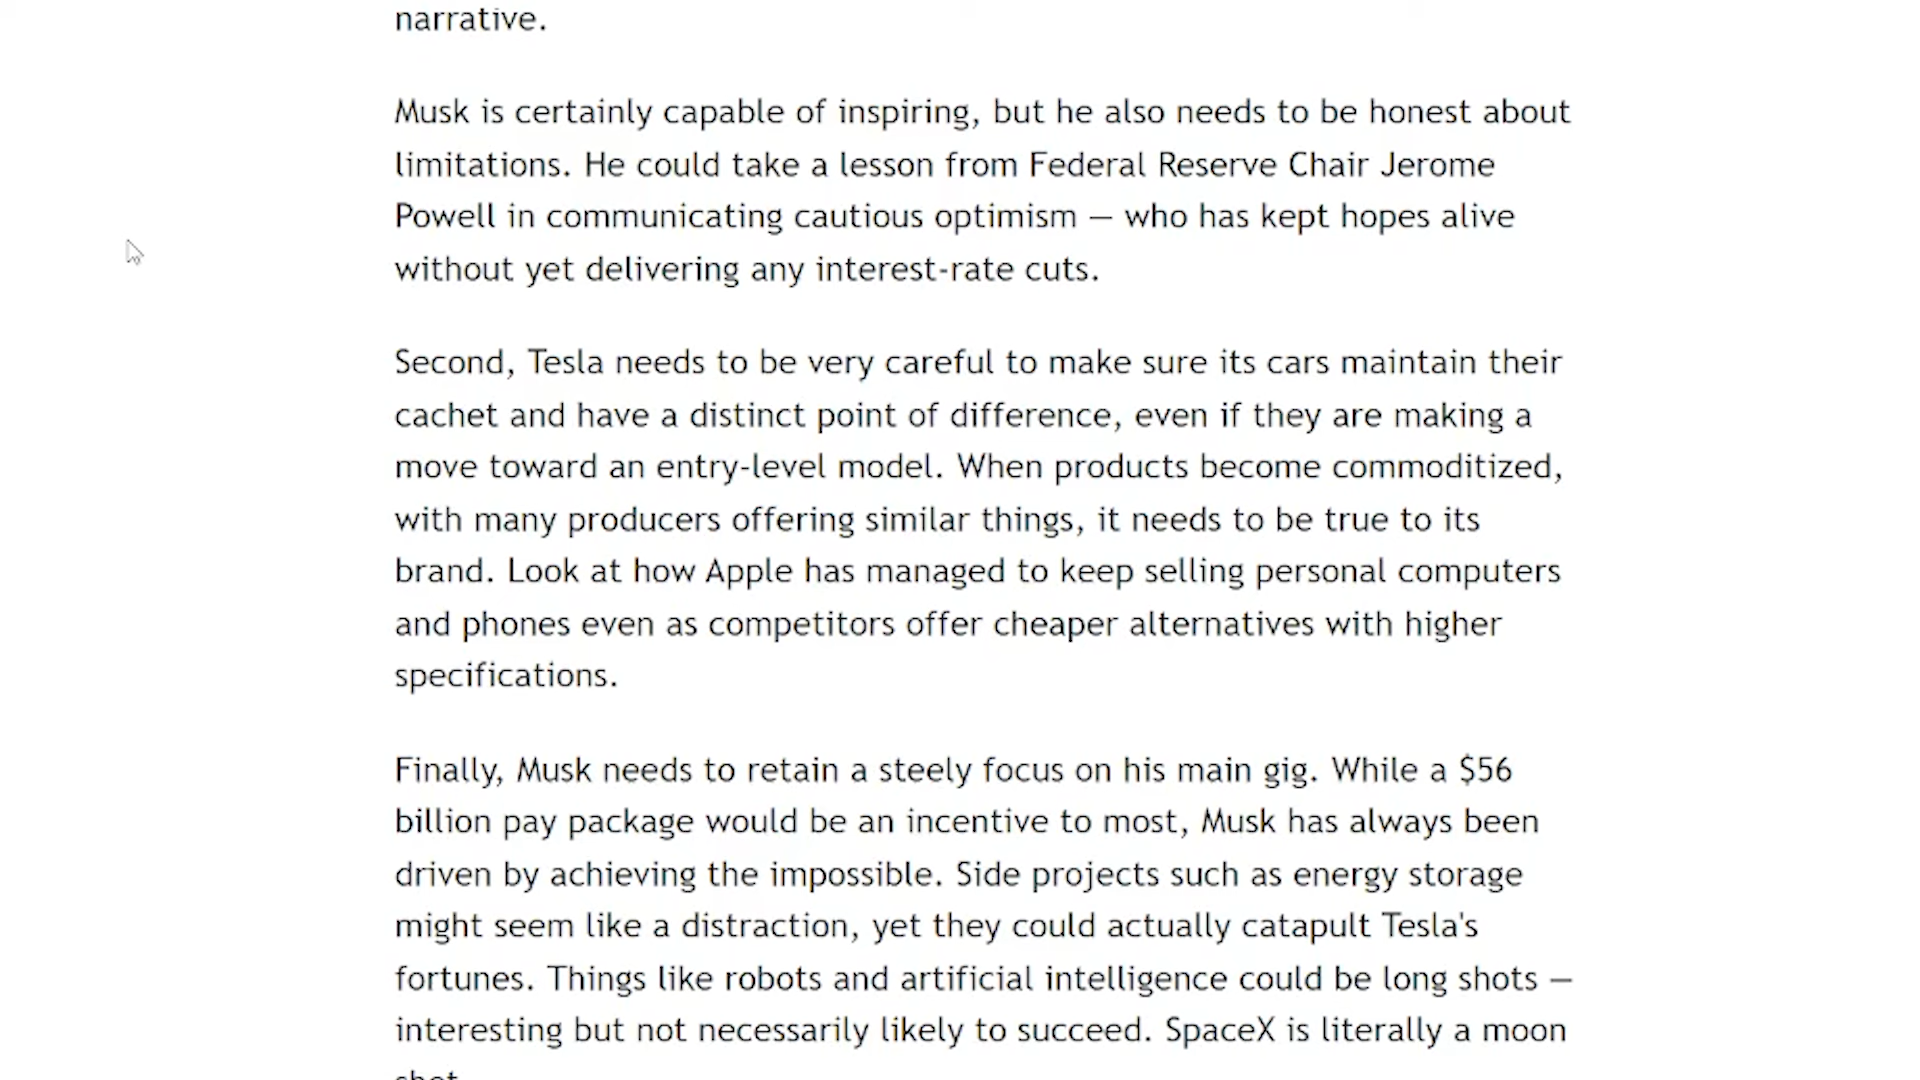 narrative.
Musk is certainly capable of inspiring, but he also needs to be honest about
limitations. He could take a lesson from Federal Reserve Chair Jerome
Powell in communicating cautious optimism — who has kept hopes alive
without yet delivering any interest-rate cuts.
Second, Tesla needs to be very careful to make sure its cars maintain their
cachet and have a distinct point of difference, even if they are making a
move toward an entry-level model. When products become commoditized,
with many producers offering similar things, it needs to be true to its
brand. Look at how Apple has managed to keep selling personal computers
and phones even as competitors offer cheaper alternatives with higher
specifications.
Finally, Musk needs to retain a steely focus on his main gig. While a $56
billion pay package would be an incentive to most, Musk has always been
driven by achieving the impossible. Side projects such as energy storage
might seem like a distraction, yet they could actually catapult Tesla's
fortunes. Things like robots and artificial intelligence could be long shots —
interesting but not necessarily likely to succeed. SpaceX is literally a moon
shot.